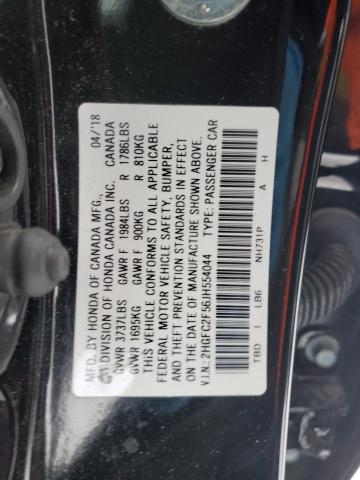 MFD. BY HONDA OF CANADA MFG., 04/'18
A DIVISION OF HONDA CANADA INC. CANADA
GVWR 3737LBS GAWR F 1984LBS R 1786LBS
GVWR 1695KG GAWR F 900KG R 810KG
THIS VEHICLE CONFORMS TO ALL APPLICABLE
FEDERAL MOTOR VEHICLE SAFETY, BUMPER,
AND THEFT PREVENTION STANDARDS IN EFFECT
ON THE DATE OF MANUFACTURE SHOWN ABOVE.
V.I.N.: 2HGFC2F56JH554044 TYPE: PASSENGER CAR
TBD J LB6 NH731P A H